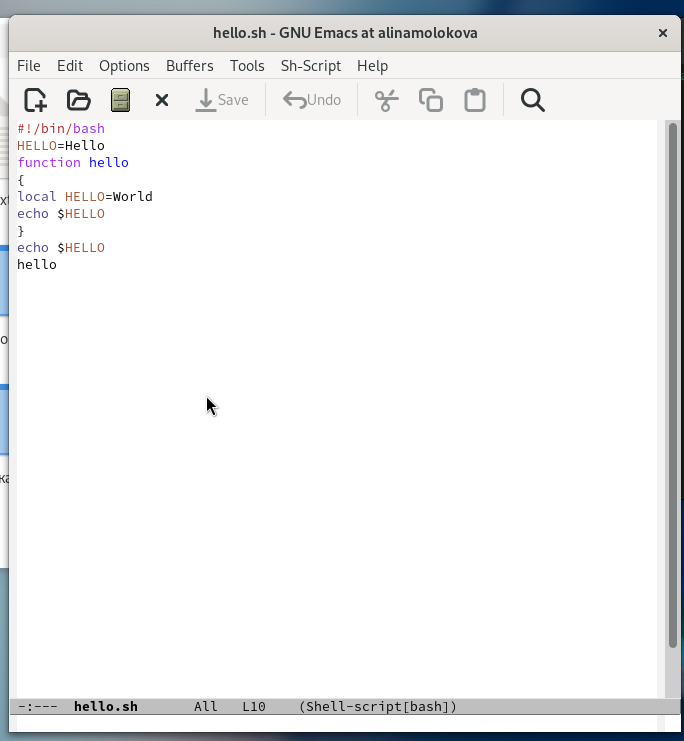 hello.sh - GNU Emacs at alinamolokova
File Edit Options Buffers Tools Sh-Script Help
Save Undo
#!/bin/bash
HELLO=Hello
function hello
{
local HELLO=World
echo $HELLO
}
echo $HELLO
hello
-:--- hello.sh All L10 (Shell-script[bash])